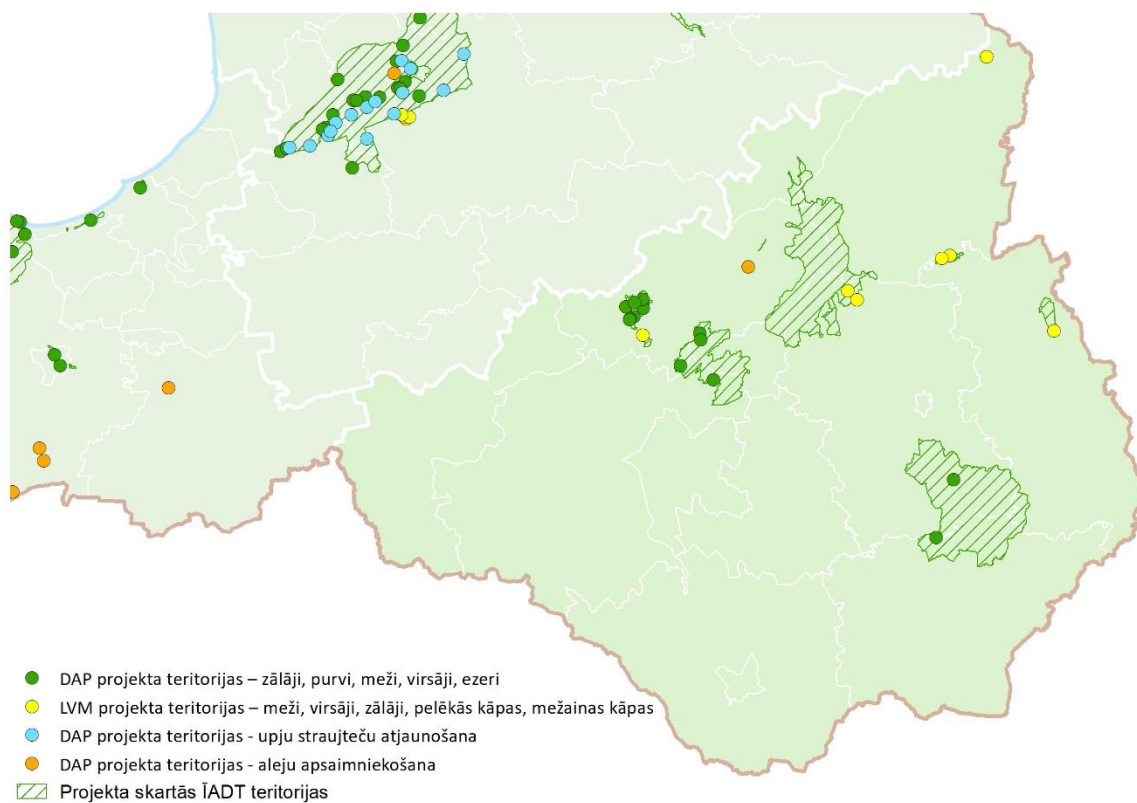 DAP projekta teritorijas – zālāji, purvi, meži, virsāji, ezeri
LVM projekta teritorijas – meži, virsāji, zālāji, pelēkās kāpas, mežainas kāpas
DAP projekta teritorijas - upju straujteču atjaunošana
DAP projekta teritorijas - aleju apsaimniekošana
Projekta skartās ĪADT teritorijas